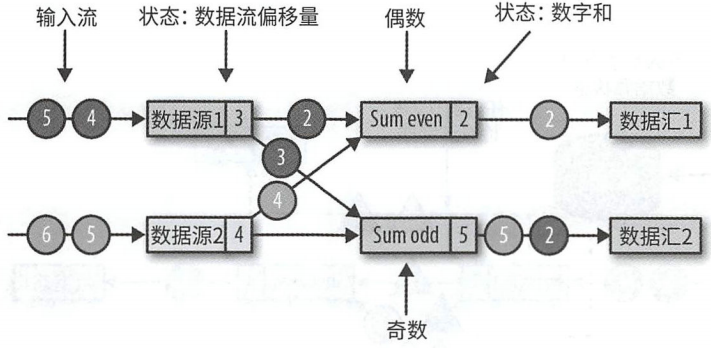 输入流
状态：数据流偏移量
偶数
状态：数字和
5 4 数据源1 3 2 Sum even 2 2 数据汇1
3
4
6 5 数据源2 4 Sum odd 5 5 2 数据汇2
奇数